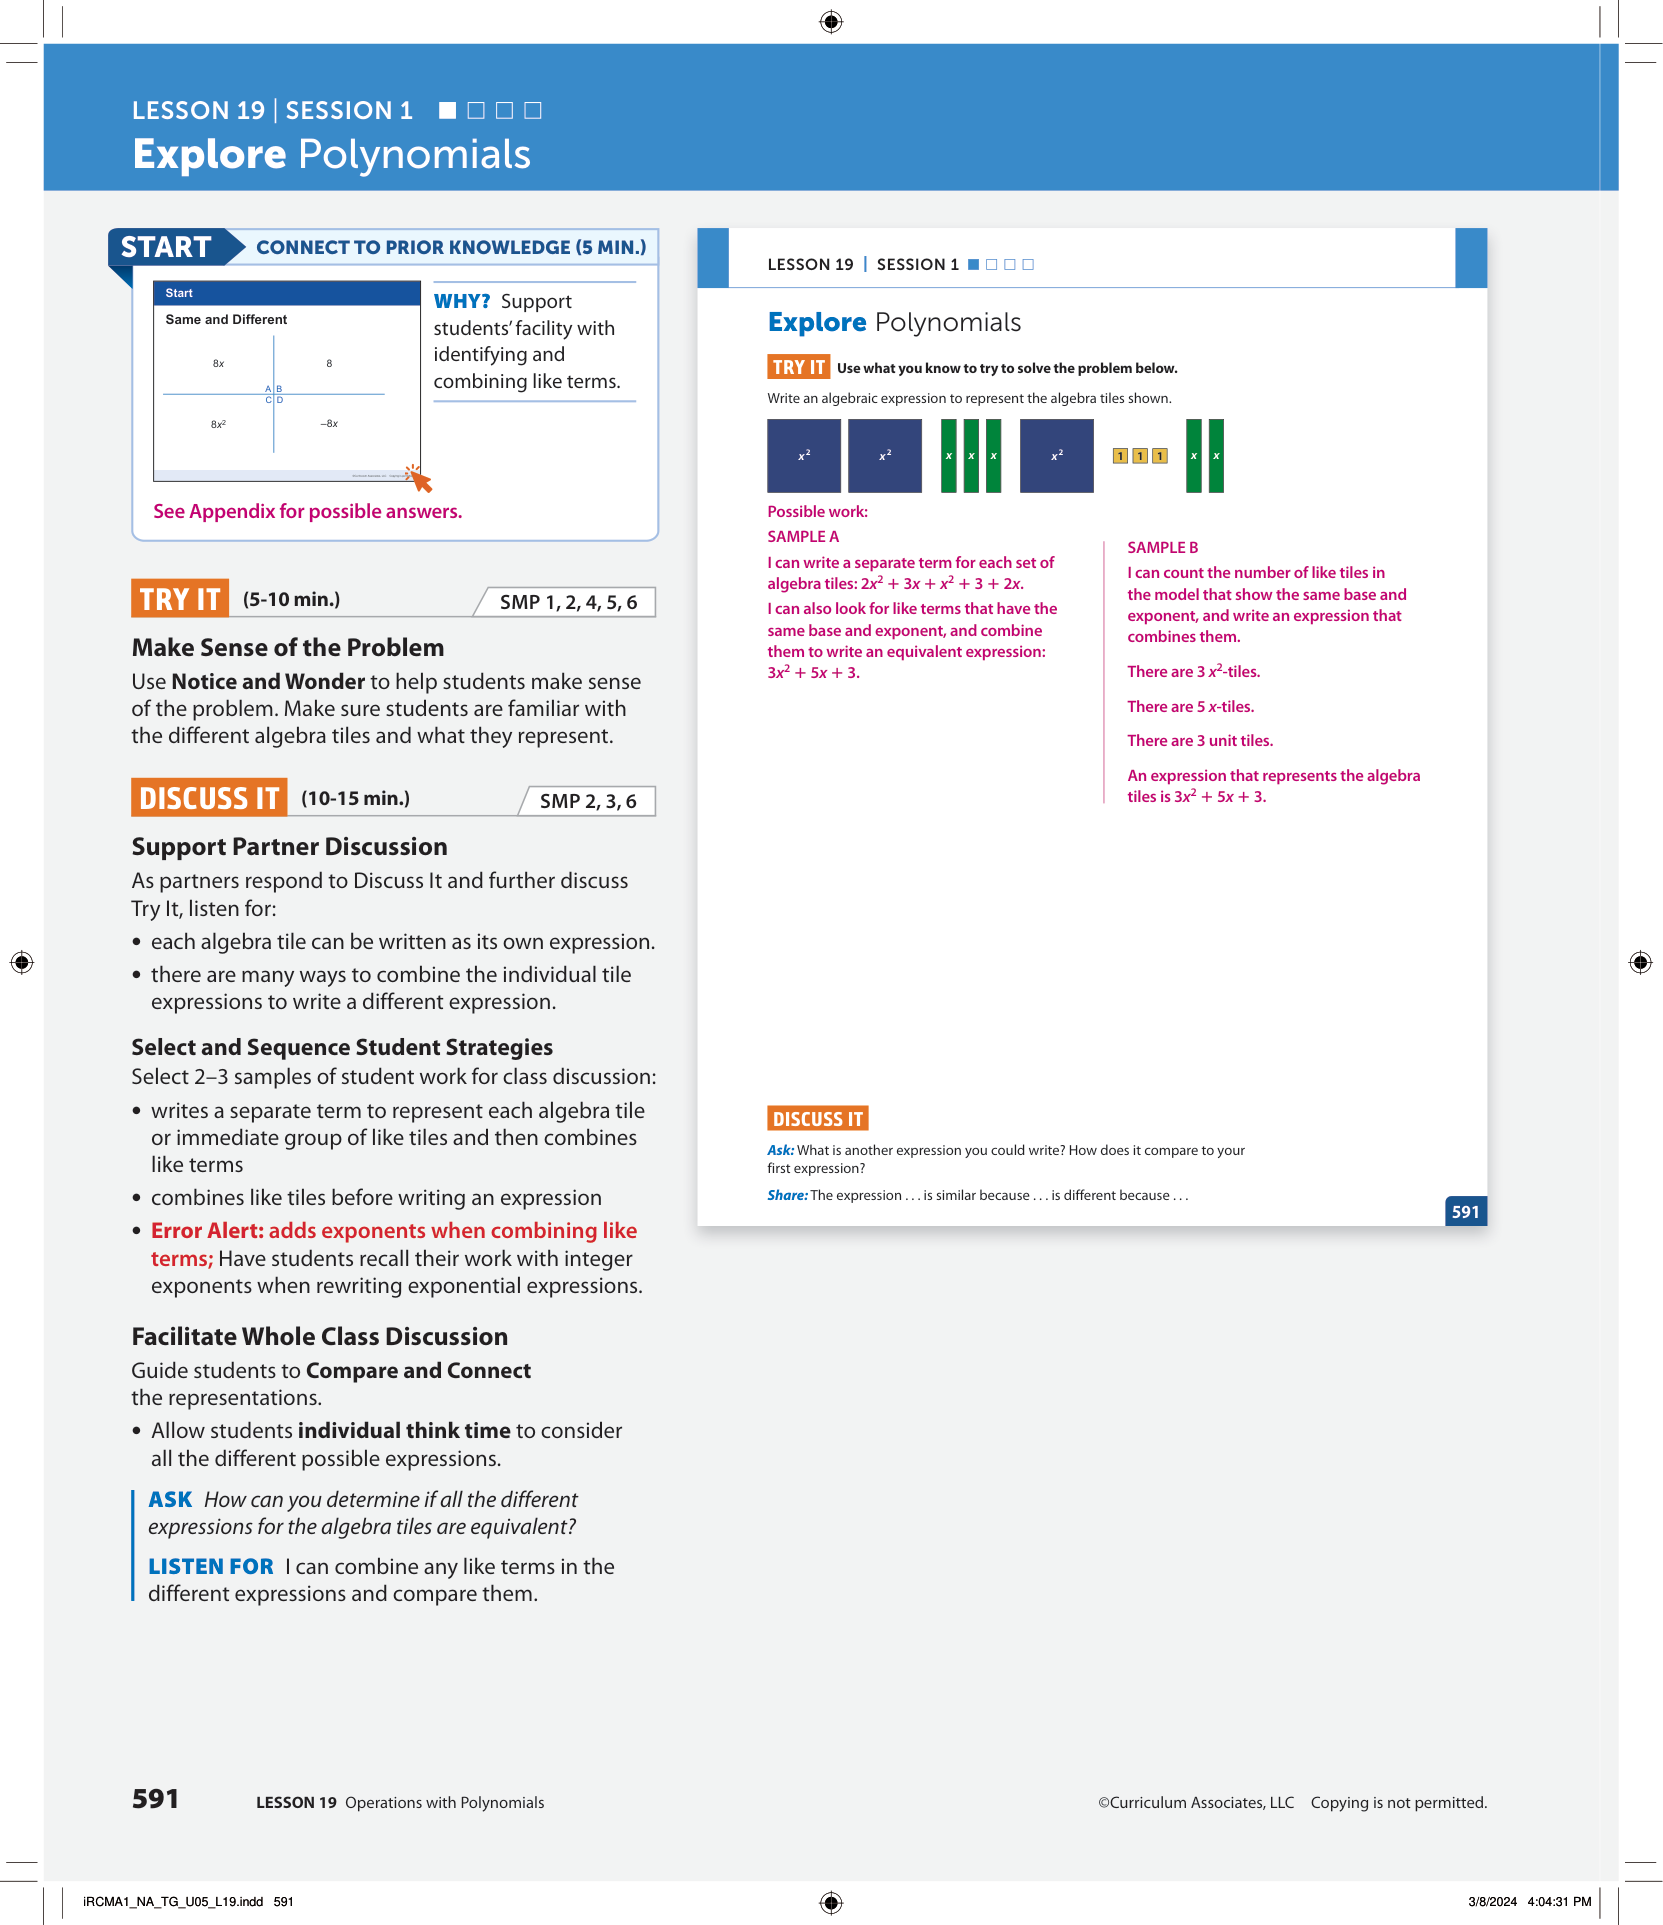 LESSON 19 | SESSION 1
Explore Polynomials
START CONNECT TO PRIOR KNOWLEDGE (5 MIN.)
Start
Same and Different
8x
8
A B
C D
8x²
–8x
WHY? Support
students’ facility with
identifying and
combining like terms.
See Appendix for possible answers.
TRY IT (5-10 min.) SMP 1, 2, 4, 5, 6
Make Sense of the Problem
Use Notice and Wonder to help students make sense
of the problem. Make sure students are familiar with
the different algebra tiles and what they represent.
DISCUSS IT (10-15 min.) SMP 2, 3, 6
Support Partner Discussion
As partners respond to Discuss It and further discuss
Try It, listen for:
• each algebra tile can be written as its own expression.
• there are many ways to combine the individual tile
expressions to write a different expression.
Select and Sequence Student Strategies
Select 2–3 samples of student work for class discussion:
• writes a separate term to represent each algebra tile
or immediate group of like tiles and then combines
like terms
• combines like tiles before writing an expression
• Error Alert: adds exponents when combining like
terms; Have students recall their work with integer
exponents when rewriting exponential expressions.
Facilitate Whole Class Discussion
Guide students to Compare and Connect
the representations.
• Allow students individual think time to consider
all the different possible expressions.
ASK How can you determine if all the different
expressions for the algebra tiles are equivalent?
LISTEN FOR I can combine any like terms in the
different expressions and compare them.
LESSON 19 | SESSION 1
Explore Polynomials
TRY IT Use what you know to try to solve the problem below.
Write an algebraic expression to represent the algebra tiles shown.
x² x² x x x x² 1 1 1 x x
Possible work:
SAMPLE A
I can write a separate term for each set of
algebra tiles: 2x² + 3x + x² + 3 + 2x.
I can also look for like terms that have the
same base and exponent, and combine
them to write an equivalent expression:
3x² + 5x + 3.
SAMPLE B
I can count the number of like tiles in
the model that show the same base and
exponent, and write an expression that
combines them.
There are 3 x²-tiles.
There are 5 x-tiles.
There are 3 unit tiles.
An expression that represents the algebra
tiles is 3x² + 5x + 3.
DISCUSS IT
Ask: What is another expression you could write? How does it compare to your
first expression?
Share: The expression . . . is similar because . . . is different because . . .
591
591 LESSON 19 Operations with Polynomials
©Curriculum Associates, LLC Copying is not permitted.
iRCMA1_NA_TG_U05_L19.indd 591
3/8/2024 4:04:31 PM